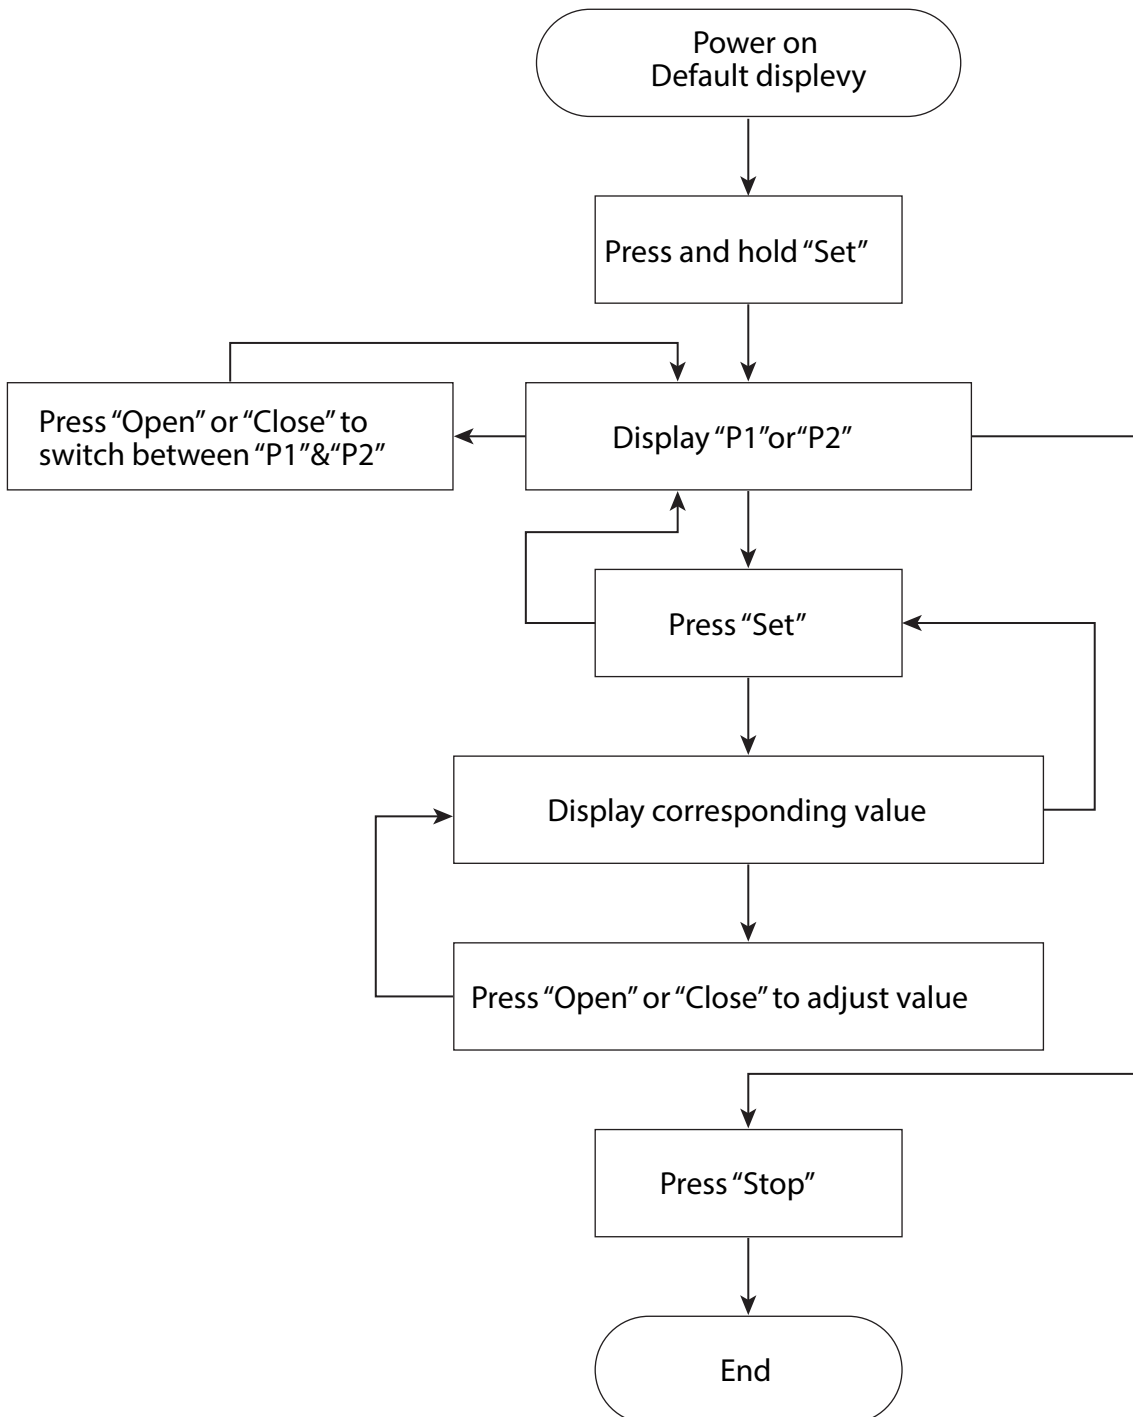 Power on
Default displevy
Press and hold “Set”
Press “Open” or “Close” to
switch between “P1”&“P2”
Display “P1”or“P2”
Press “Set”
Display corresponding value
Press “Open” or “Close” to adjust value
Press “Stop”
End